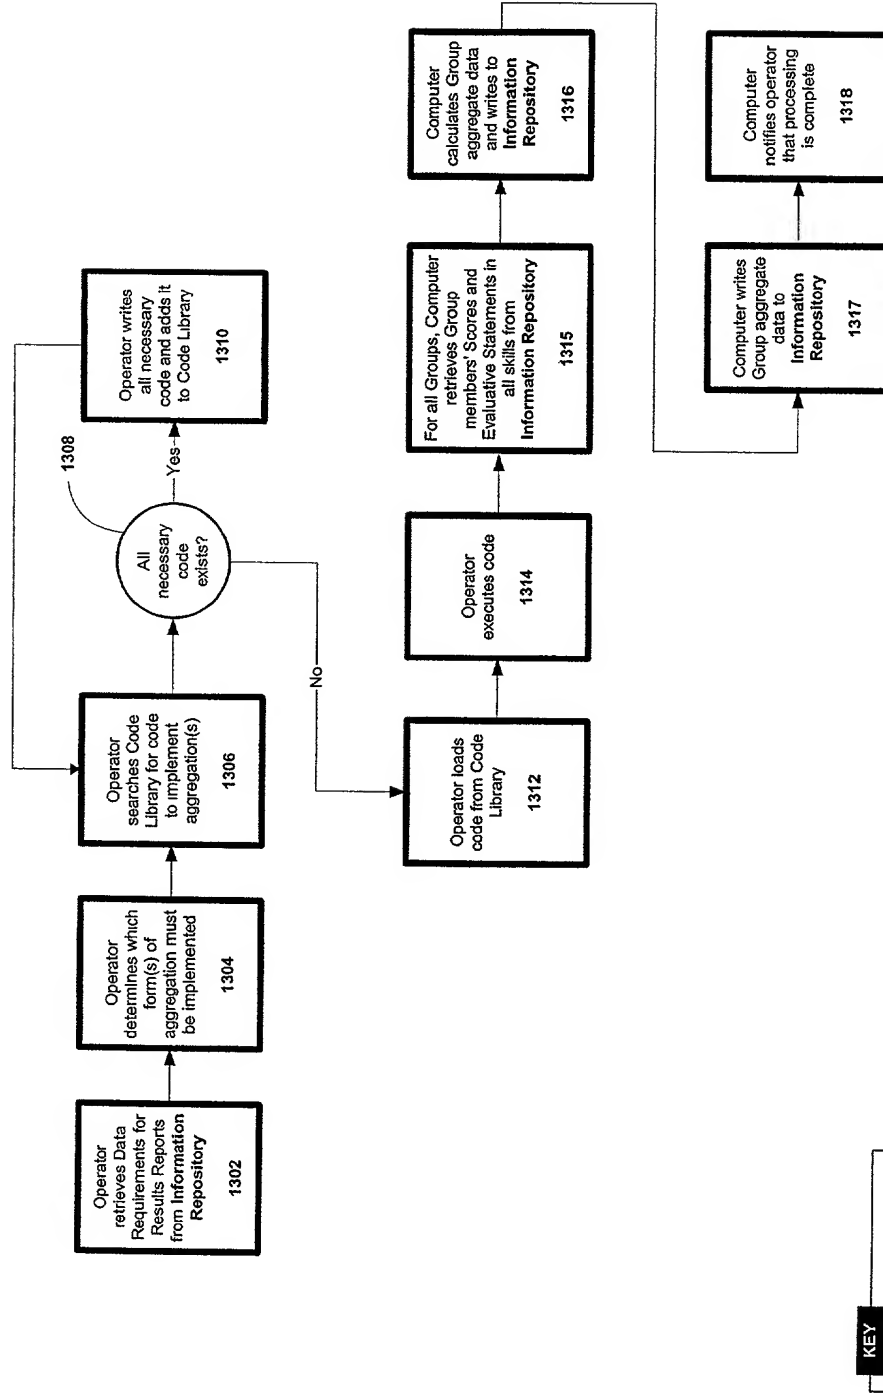 Operator
retrieves Data
Requirements for
Results Reports
from Information
Repository
1302
Operator
determines which
form(s) of
aggregation must
be implemented
1304
Operator
searches Code
Library for code
to implement
aggregation(s)
1306
All
necessary
code
exists?
1308
Yes
Operator writes
all necessary
code and adds it
to Code Library
1310
No
Operator loads
code from Code
Library
1312
Operator
executes code
1314
For all Groups, Computer
retrieves Group
members' Scores and
Evaluative Statements in
all skills from
Information Repository
1315
Computer
calculates Group
aggregate data
and writes to
Information
Repository
1316
Computer writes
Group aggregate
data to
Information
Repository
1317
Computer
notifies operator
that processing
is complete
1318
KEY